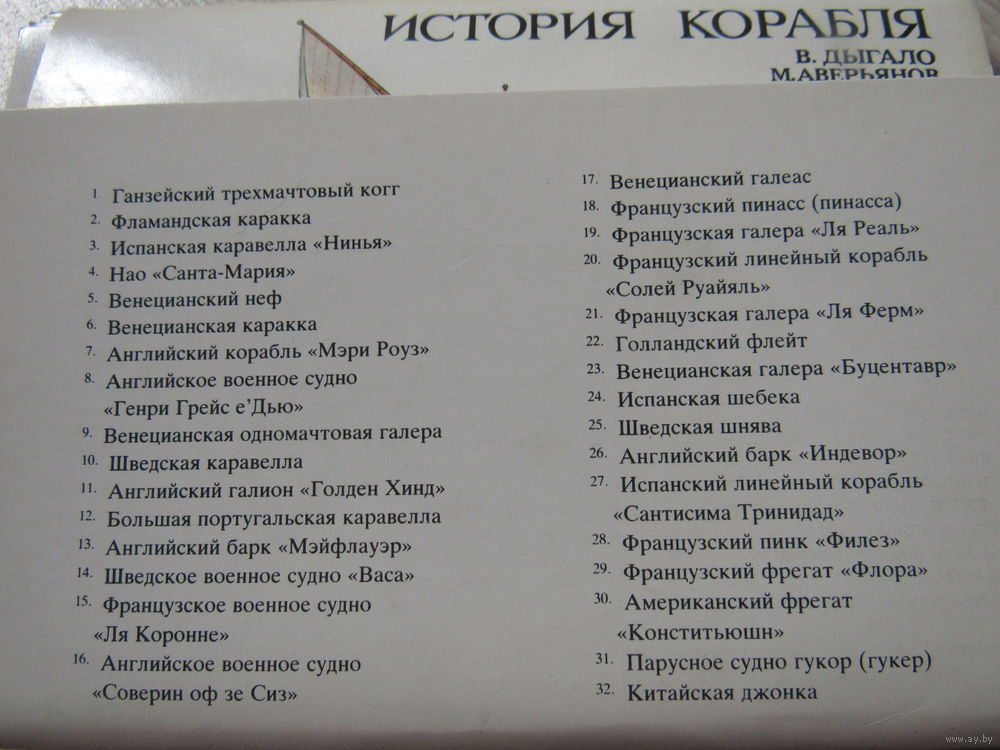 ИСТОРИЯ КОРАБЛЯ
В. ДЫГАЛО
М.АВЕРЬЯНОВ
1. Ганзейский трехмачтовый когг
2. Фламандская каракка
3. Испанская каравелла «Нинья»
4. Нао «Санта-Мария»
5. Венецианский неф
6. Венецианская каракка
7. Английский корабль «Мэри Роуз»
8. Английское военное судно
«Генри Грейс е'Дью»
9. Венецианская одномачтовая галера
10. Шведская каравелла
11. Английский галион «Голден Хинд»
12. Большая португальская каравелла
13. Английский барк «Мэйфлауэр»
14. Шведское военное судно «Васа»
15. Французское военное судно
«Ля Коронне»
16. Английское военное судно
«Соверин оф зе Сиз»
17. Венецианский галеас
18. Французский пинасс (пинасса)
19. Французская галера «Ля Реаль»
20. Французский линейный корабль
«Солей Руайяль»
21. Французская галера «Ля Ферм»
22. Голландский флейт
23. Венецианская галера «Буцентавр»
24. Испанская шебека
25. Шведская шнява
26. Английский барк «Индевор»
27. Испанский линейный корабль
«Сантисима Тринидад»
28. Французский пинк «Филез»
29. Французский фрегат «Флора»
30. Американский фрегат
«Конститьюшн»
31. Парусное судно гукор (гукер)
32. Китайская джонка
www.ay.by